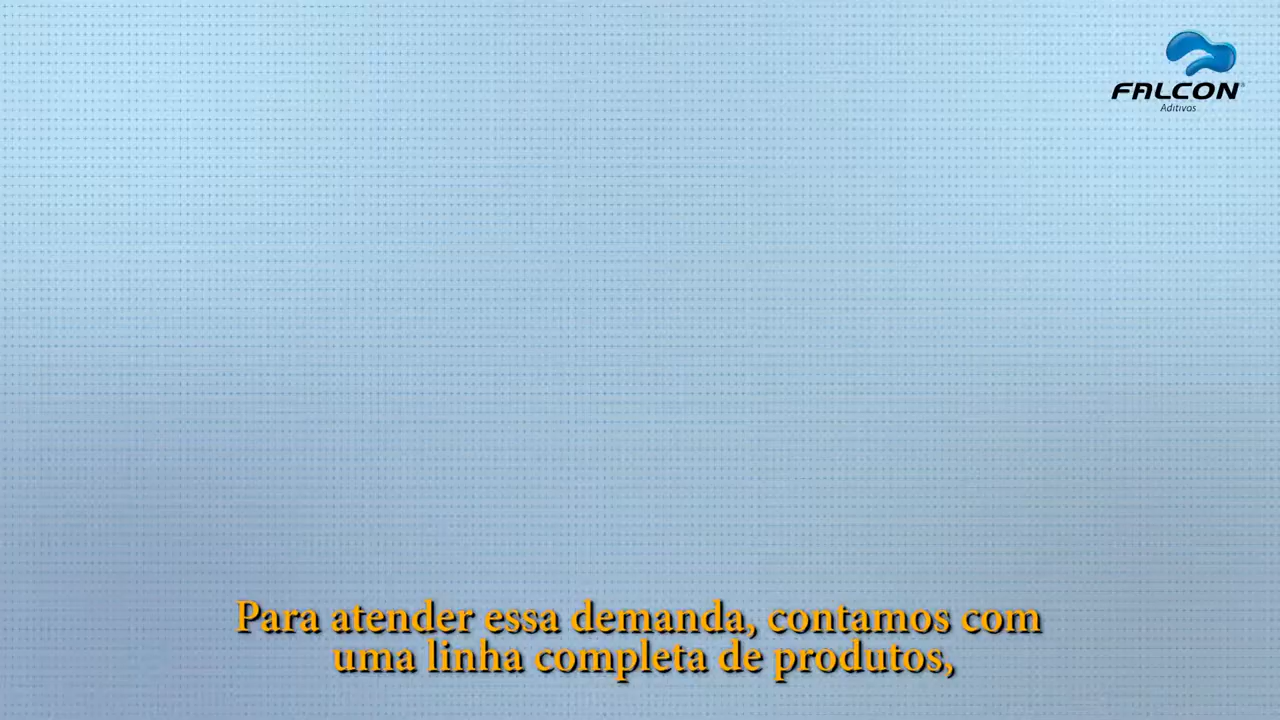 FALCON
Aditivos
Para atender essa demanda, contamos com
uma linha completa de produtos,